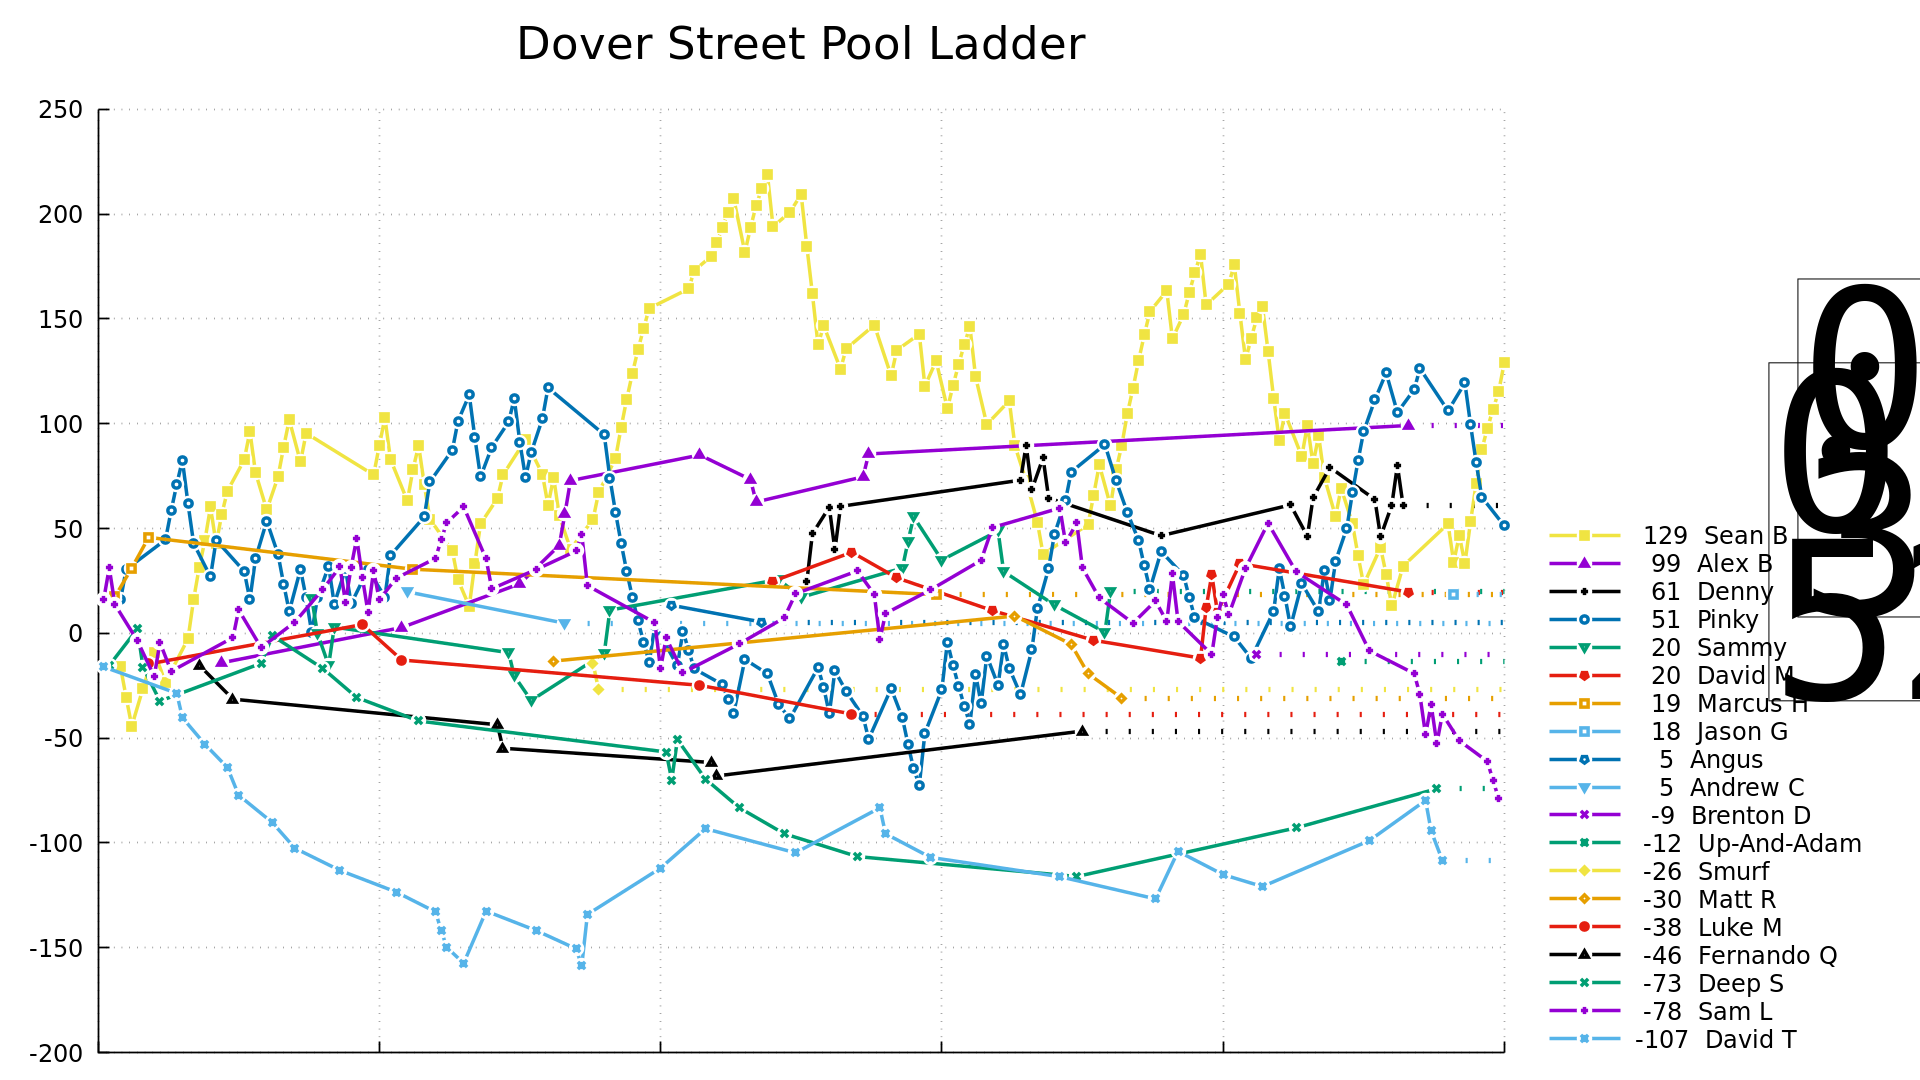 Dover Street Pool Ladder
250
200
150
100
50
0
-50
-100
-150
-200
129 Sean B
99 Alex B
61 Denny
51 Pinky
20 Sammy
20 David M
19 Marcus H
18 Jason G
5 Angus
5 Andrew C
-9 Brenton D
-12 Up-And-Adam
-26 Smurf
-30 Matt R
-38 Luke M
-46 Fernando Q
-73 Deep S
-78 Sam L
-107 David T